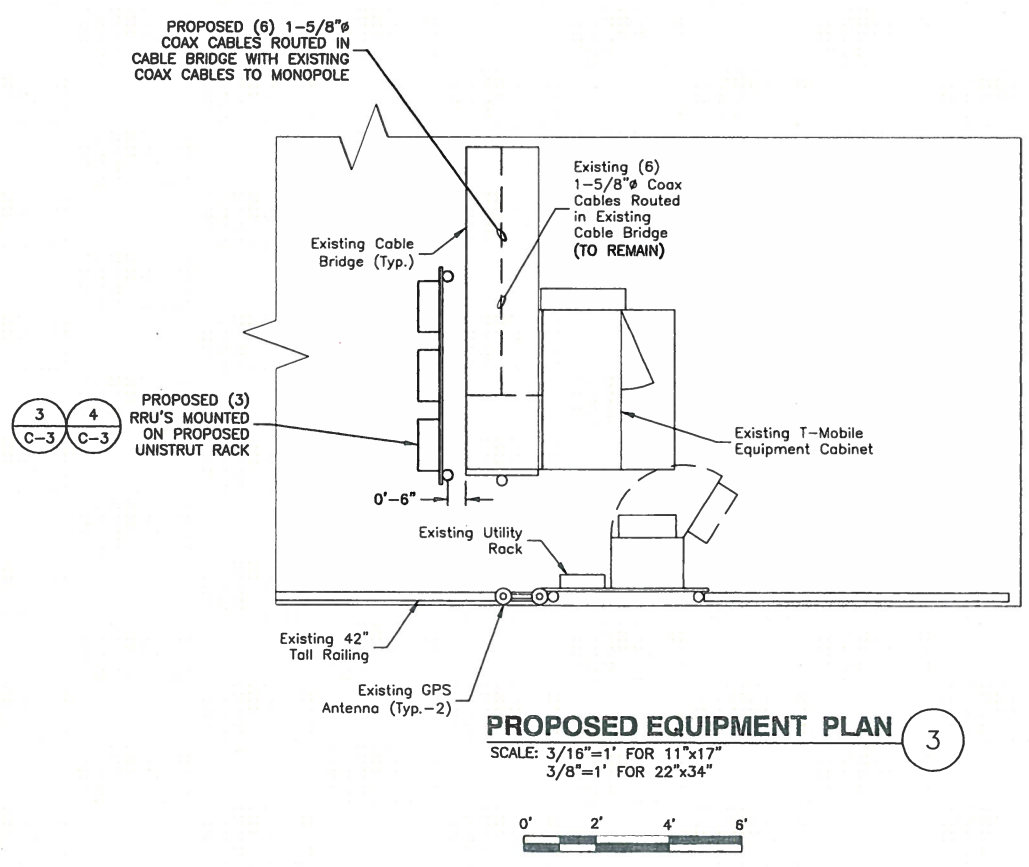 PROPOSED (6) 1-5/8"ø
COAX CABLES ROUTED IN
CABLE BRIDGE WITH EXISTING
COAX CABLES TO MONOPOLE
Existing (6)
1-5/8"ø Coax
Cables Routed
in Existing
Cable Bridge
(TO REMAIN)
Existing Cable
Bridge (Typ.)
3
C-3
4
C-3
PROPOSED (3)
RRU'S MOUNTED
ON PROPOSED
UNISTRUT RACK
Existing T-Mobile
Equipment Cabinet
0'-6"
Existing Utility
Rack
Existing 42"
Tall Railing
Existing GPS
Antenna (Typ.-2)
PROPOSED EQUIPMENT PLAN
3
SCALE: 3/16"=1' FOR 11"x17"
3/8"=1' FOR 22"x34"
0' 2' 4' 6'